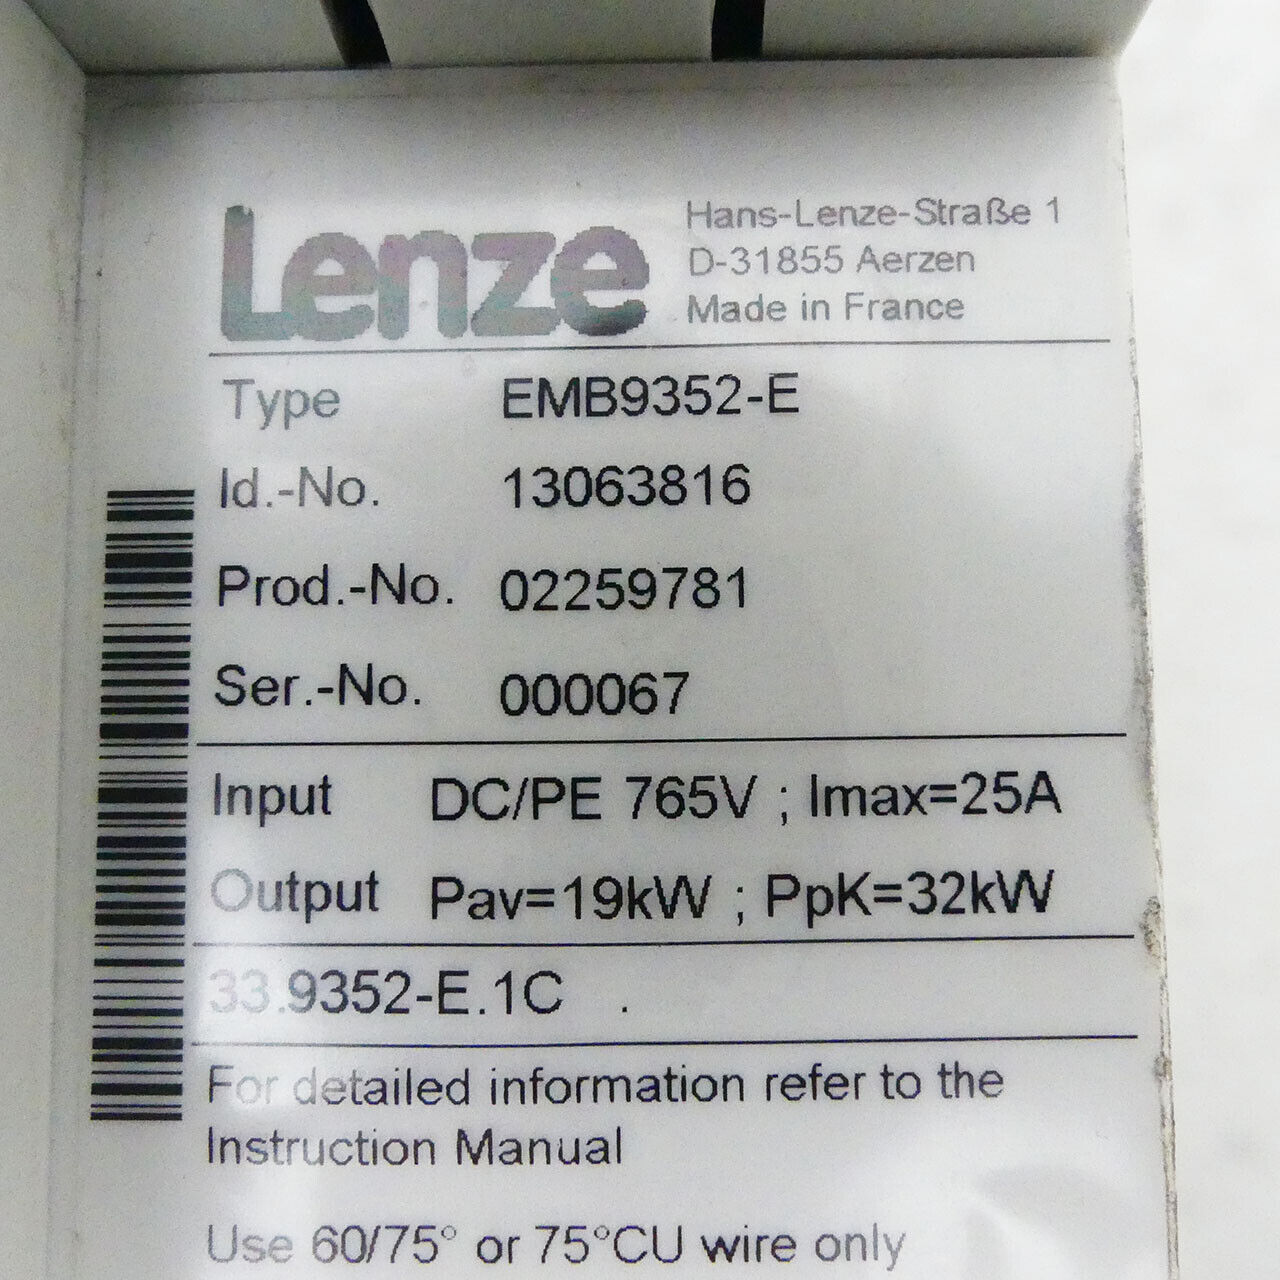 Lenze
Hans-Lenze-Straße 1
D-31855 Aerzen
Made in France
Type EMB9352-E
Id.-No. 13063816
Prod.-No. 02259781
Ser.-No. 000067
Input DC/PE 765V ; Imax=25A
Output Pav=19kW ; PpK=32kW
33.9352-E.1C .
For detailed information refer to the
Instruction Manual
Use 60/75° or 75°CU wire only